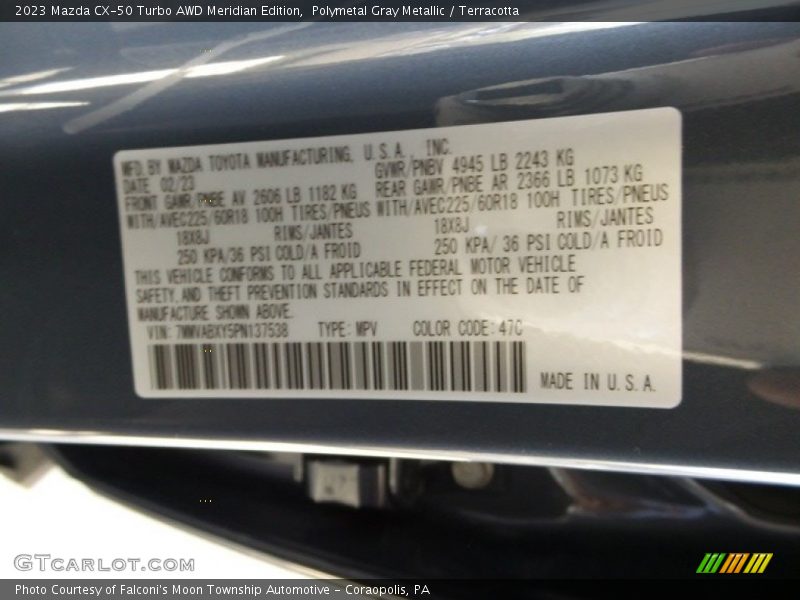 2023 Mazda CX-50 Turbo AWD Meridian Edition, Polymetal Gray Metallic / Terracotta
MFD. BY MAZDA TOYOTA MANUFACTURING, U.S.A., INC.
DATE 02/23 GVWR/PNBV 4945 LB 2243 KG
FRONT GAWR/PNBE AV 2606 LB 1182 KG REAR GAWR/PNBE AR 2366 LB 1073 KG
WITH/AVEC225/60R18 100H TIRES/PNEUS WITH/AVEC225/60R18 100H TIRES/PNEUS
18X8J RIMS/JANTES 18X8J RIMS/JANTES
250 KPA/36 PSI COLD/A FROID 250 KPA/ 36 PSI COLD/A FROID
THIS VEHICLE CONFORMS TO ALL APPLICABLE FEDERAL MOTOR VEHICLE
SAFETY, AND THEFT PREVENTION STANDARDS IN EFFECT ON THE DATE OF
MANUFACTURE SHOWN ABOVE.
VIN: 7MMVABXY5PN137538 TYPE: MPV COLOR CODE: 47C
MADE IN U.S.A.
GTcarlot.com
Photo Courtesy of Falconi's Moon Township Automotive - Coraopolis, PA